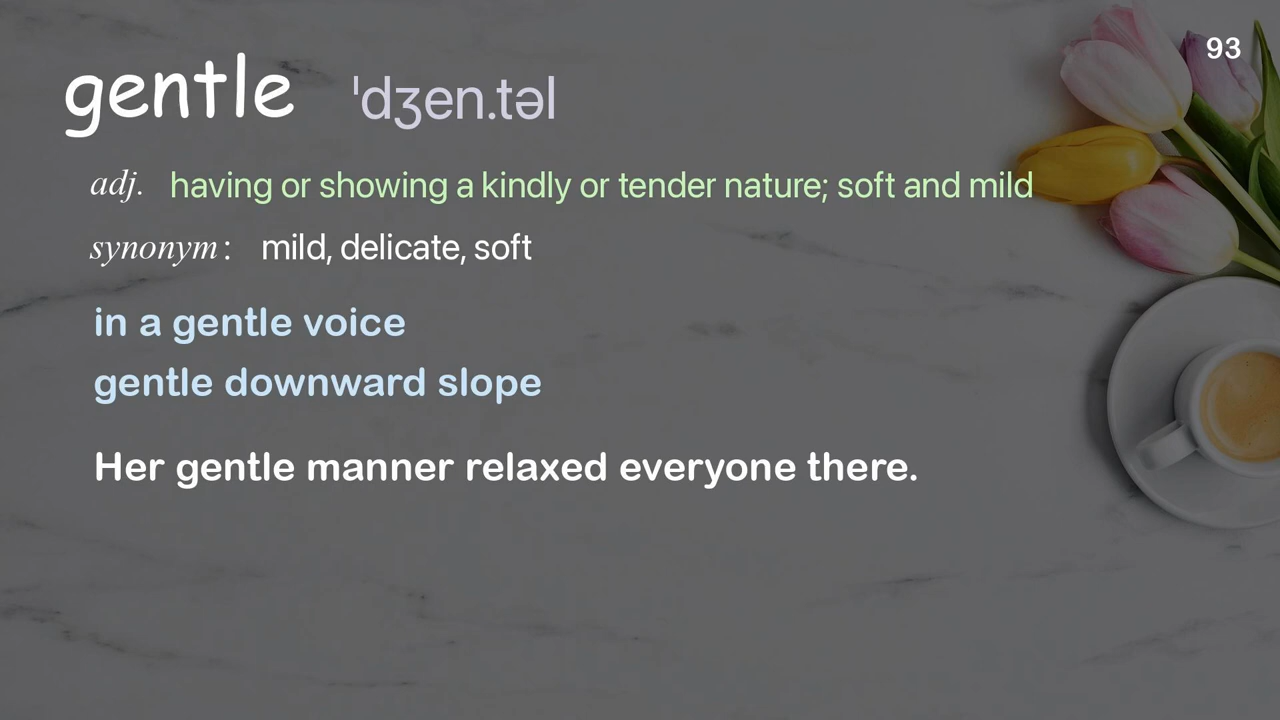 93
gentle ˈdʒen.təl
adj. having or showing a kindly or tender nature; soft and mild
synonym: mild, delicate, soft
in a gentle voice
gentle downward slope
Her gentle manner relaxed everyone there.